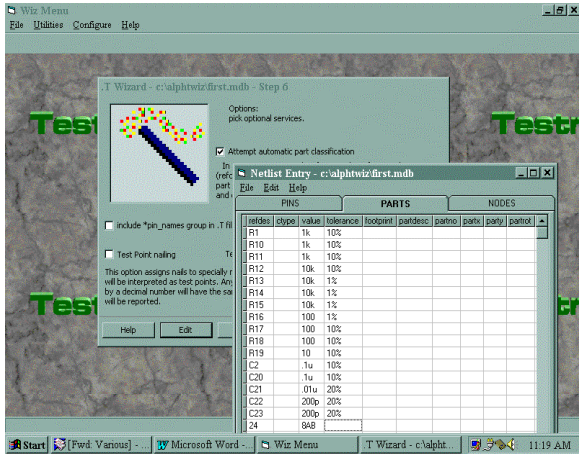 Wiz Menu
File Utilities Configure Help
.T Wizard - c:\alphtwiz\first.mdb - Step 6
Options:
pick optional services.
Attempt automatic part classification
In
(refd
part
and
include *pin_names group in .T fil
Test Point nailing Te
This option assigns nails to specially n
will be interpreted as test points. Any
by a decimal number will have the sa
will be reported.
Help Edit
Netlist Entry - c:\alphtwiz\first.mdb
File Edit Help
PINS PARTS NODES
refdes ctype value tolerance footprint partdesc partno partx party partrot
R1 1k 10%
R10 1k 10%
R11 1k 10%
R12 10k 10%
R13 10k 1%
R14 10k 1%
R15 10k 1%
R16 100 1%
R17 100 10%
R18 100 10%
R19 10 10%
C2 .1u 10%
C20 .1u 10%
C21 .01u 20%
C22 200p 20%
C23 200p 20%
24 8AB
Start [Fwd: Various] - ... Microsoft Word - ... Wiz Menu .T Wizard - c:\alpht... 11:19 AM